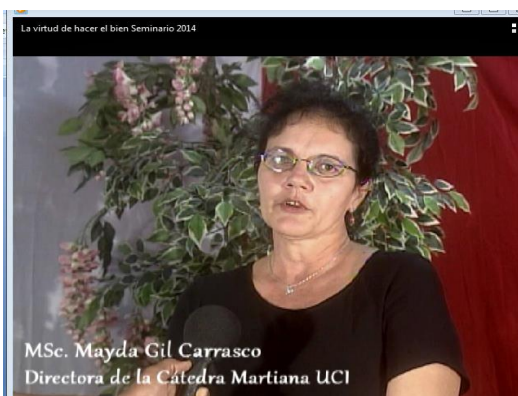 La virtud de hacer el bien Seminario 2014
MSc. Mayda Gil Carrasco
Directora de la Cátedra Martiana UCI